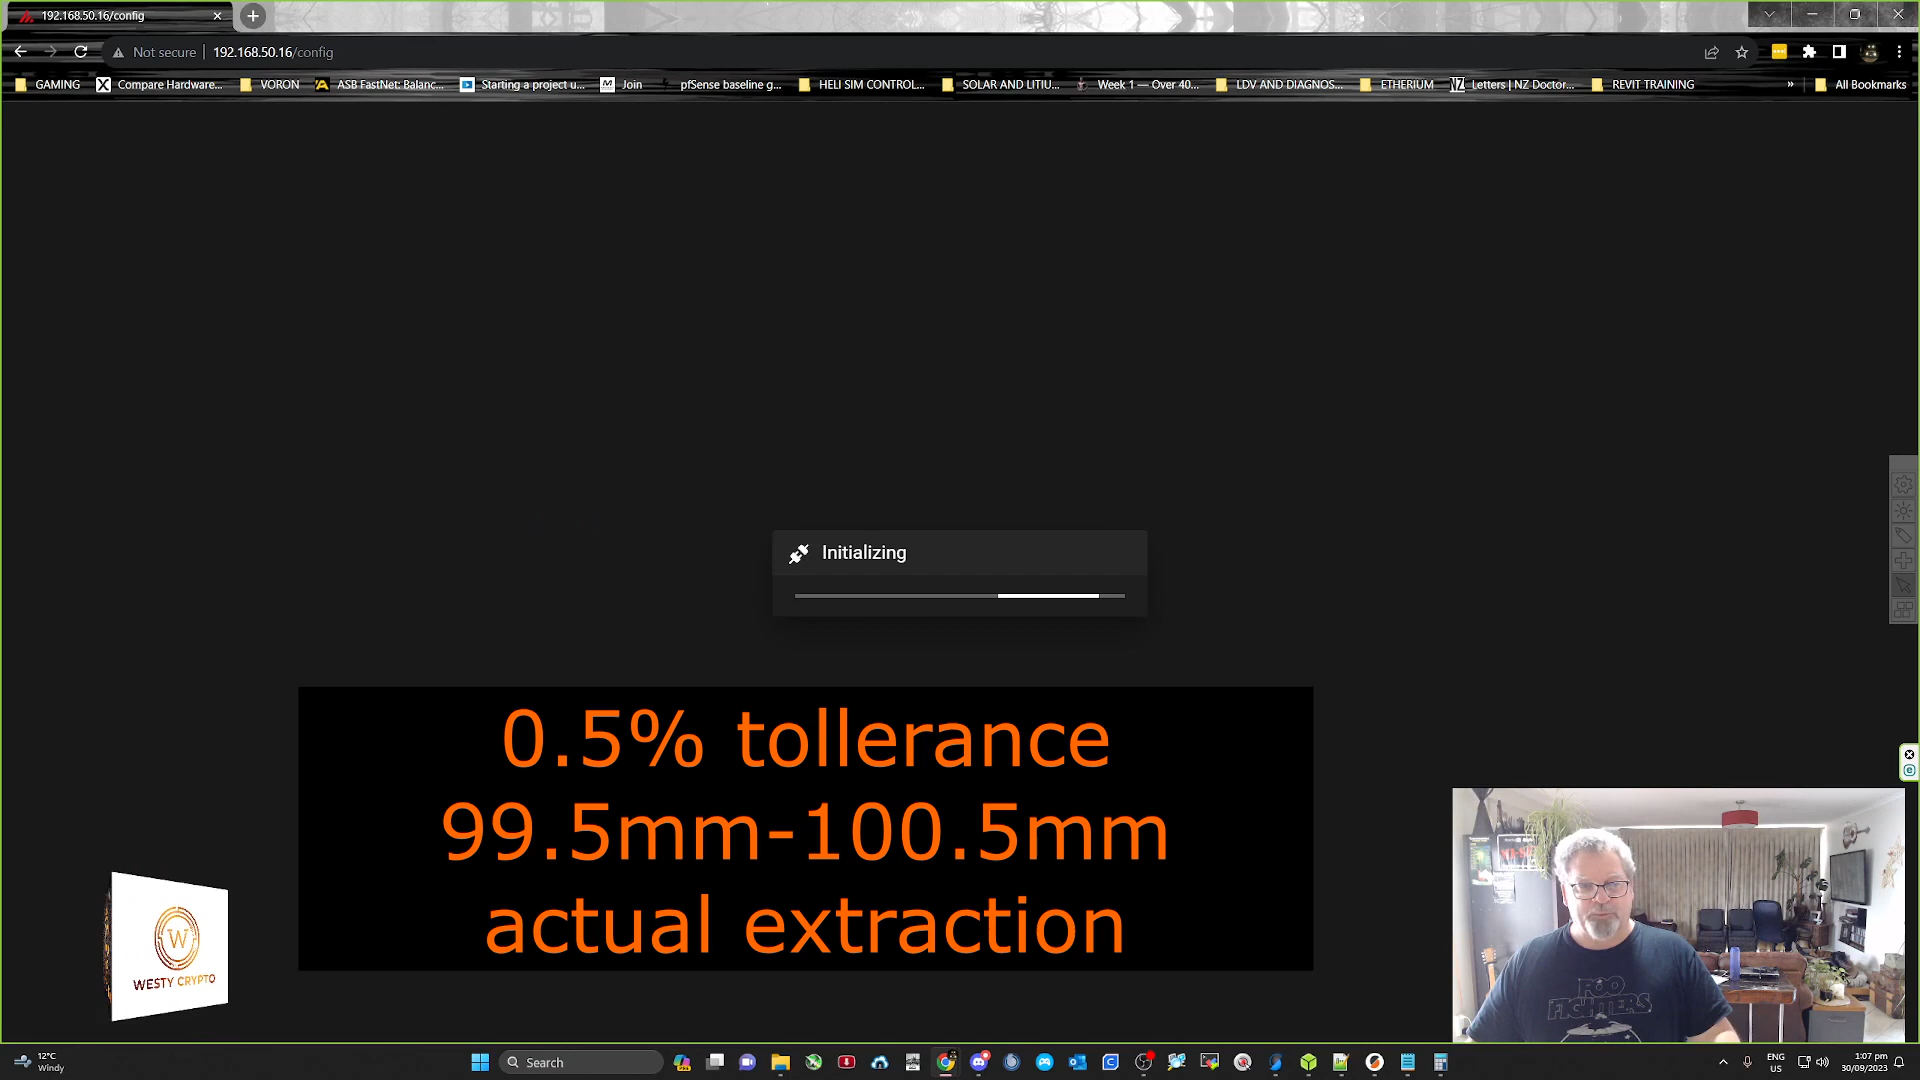 192.168.50.16/config
Not secure
192.168.50.16/config
GAMING
Compare Hardware...
VORON
ASB FastNet: Balanc...
Starting a project u...
Join
pfSense baseline g...
HELI SIM CONTROL...
SOLAR AND LITIU...
Week 1 — Over 40...
LDV AND DIAGNOS...
ETHERIUM
NZ
Letters | NZ Doctor...
REVIT TRAINING
»
All Bookmarks
Initializing
0.5% tollerance
99.5mm-100.5mm
actual extraction
W
WESTY CRYPTO
FOO
FIGHTERS
12°C
Windy
Search
ENG
US
1:07 pm
30/09/2023